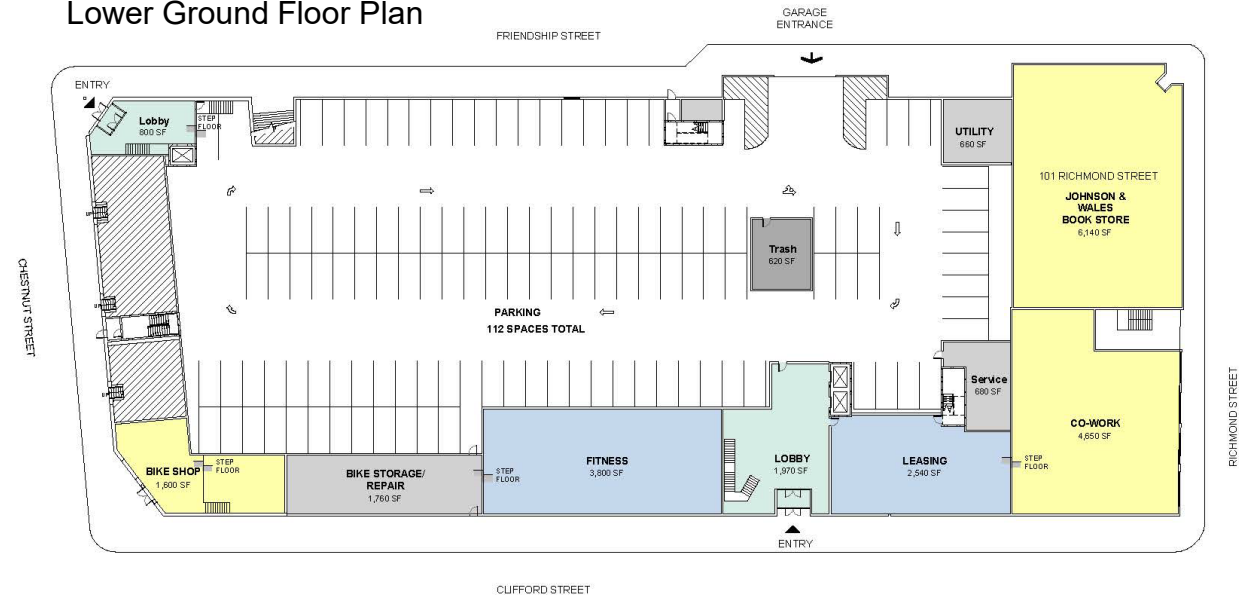 Lower Ground Floor Plan
GARAGE
ENTRANCE
FRIENDSHIP STREET
ENTRY
Lobby
800 SF
STEP
FLOOR
UTILITY
660 SF
101 RICHMOND STREET
JOHNSON &
WALES
BOOK STORE
6,140 SF
Trash
620 SF
CHESTNUT STREET
PARKING
112 SPACES TOTAL
Service
680 SF
RICHMOND STREET
CO-WORK
4,650 SF
BIKE SHOP
1,600 SF
STEP
FLOOR
BIKE STORAGE/
REPAIR
1,760 SF
STEP
FLOOR
FITNESS
3,800 SF
LOBBY
1,970 SF
LEASING
2,540 SF
STEP
FLOOR
ENTRY
CLIFFORD STREET